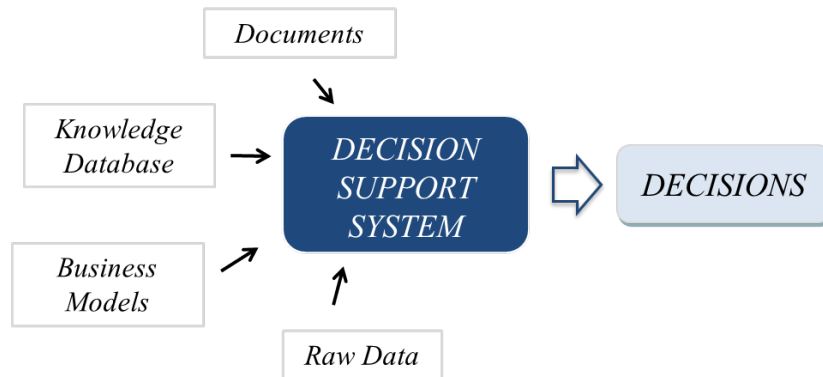 Documents
Knowledge
Database
DECISION
SUPPORT
SYSTEM
DECISIONS
Business
Models
Raw Data